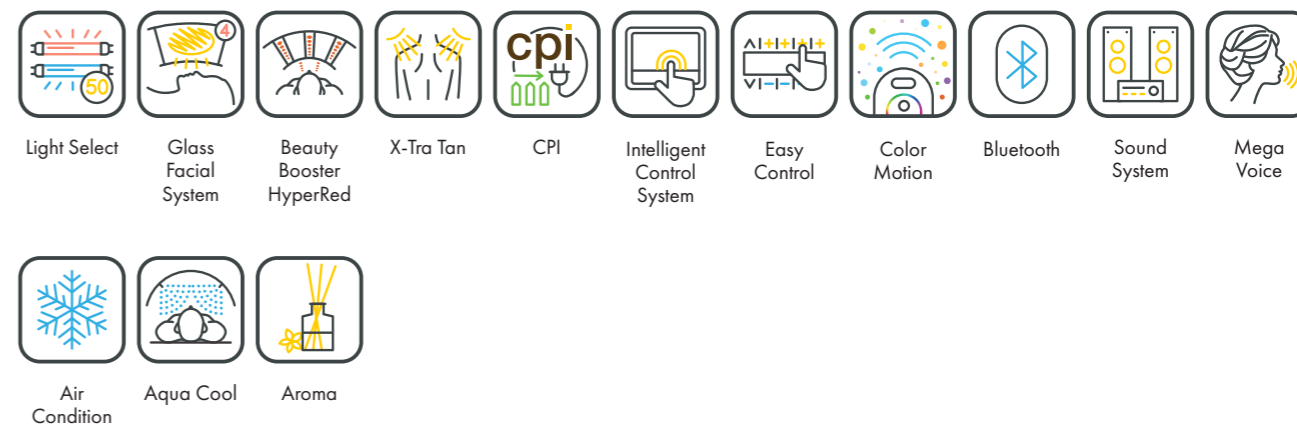 50
4
cpi
Light Select
Glass
Facial
System
Beauty
Booster
HyperRed
X-Tra Tan
CPI
Intelligent
Control
System
Easy
Control
Color
Motion
Bluetooth
Sound
System
Mega
Voice
Air
Condition
Aqua Cool
Aroma